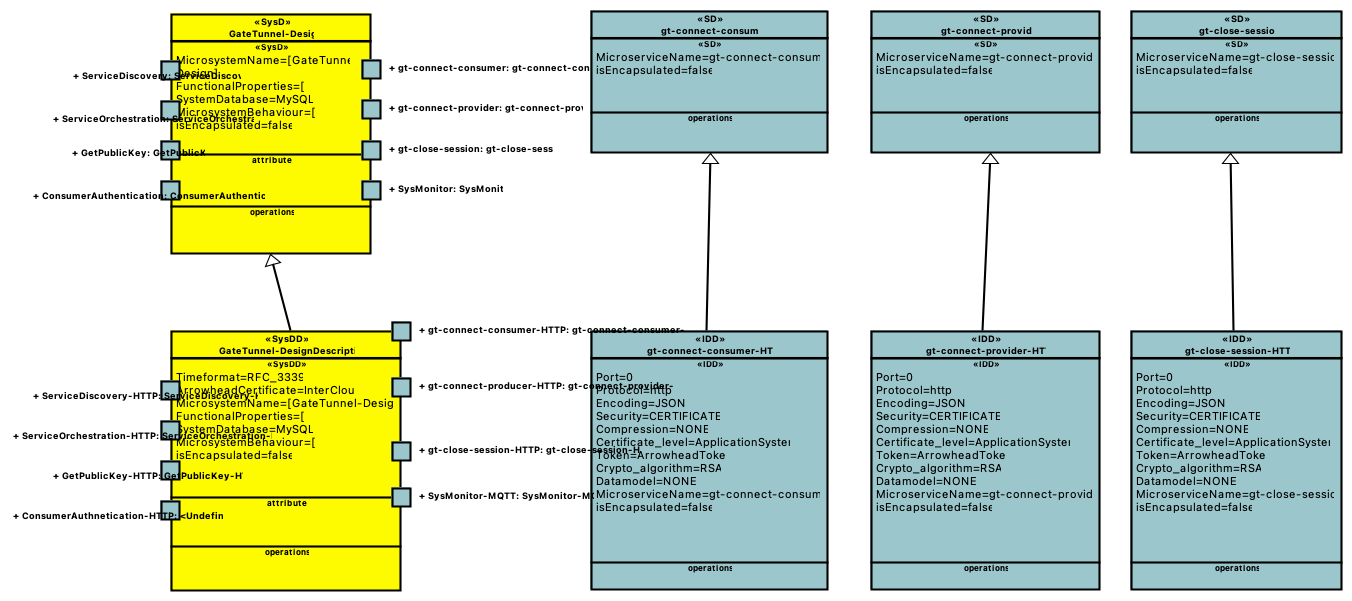 «SysD»
GateTunnel-Desig
«SysD»
MicrosystemName=[GateTunne
Design]
FunctionalProperties=[
SystemDatabase=MySQL
MicrosystemBehaviour=[
isEncapsulated=false
attribute
operations
+ ServiceDiscovery: ServiceDiscov
+ ServiceOrchestration: ServiceOrchestra
+ GetPublicKey: GetPublicK
+ ConsumerAuthentication: ConsumerAuthentic
+ gt-connect-consumer: gt-connect-con
+ gt-connect-provider: gt-connect-prov
+ gt-close-session: gt-close-sess
+ SysMonitor: SysMonit
«SD»
gt-connect-consum
«SD»
MicroserviceName=gt-connect-consum
isEncapsulated=false
operations
«SD»
gt-connect-provid
«SD»
MicroserviceName=gt-connect-provid
isEncapsulated=false
operations
«SD»
gt-close-sessio
«SD»
MicroserviceName=gt-close-sessic
isEncapsulated=false
operations
«SysDD»
GateTunnel-DesignDescripti
«SysDD»
Timeformat=RFC_3339
ArrowheadCertificate=InterClou
MicrosystemName=[GateTunnel-Desig
FunctionalProperties=[
SystemDatabase=MySQL
MicrosystemBehaviour=[
isEncapsulated=false
attribute
operations
+ ServiceDiscovery-HTTP: ServiceDiscovery-
+ ServiceOrchestration-HTTP: ServiceOrchestration-
+ GetPublicKey-HTTP: GetPublicKey-H
+ ConsumerAuthnetication-HTTP: <Undefin
+ gt-connect-consumer-HTTP: gt-connect-consumer-
+ gt-connect-producer-HTTP: gt-connect-provider-
+ gt-close-session-HTTP: gt-close-session-H
+ SysMonitor-MQTT: SysMonitor-M
«IDD»
gt-connect-consumer-HT
«IDD»
Port=0
Protocol=http
Encoding=JSON
Security=CERTIFICATE
Compression=NONE
Certificate_level=ApplicationSyster
Token=ArrowheadToke
Crypto_algorithm=RSA
Datamodel=NONE
MicroserviceName=gt-connect-consum
isEncapsulated=false
operations
«IDD»
gt-connect-provider-HT
«IDD»
Port=0
Protocol=http
Encoding=JSON
Security=CERTIFICATE
Compression=NONE
Certificate_level=ApplicationSyster
Token=ArrowheadToke
Crypto_algorithm=RSA
Datamodel=NONE
MicroserviceName=gt-connect-provid
isEncapsulated=false
operations
«IDD»
gt-close-session-HTT
«IDD»
Port=0
Protocol=http
Encoding=JSON
Security=CERTIFICATE
Compression=NONE
Certificate_level=ApplicationSyster
Token=ArrowheadToke
Crypto_algorithm=RSA
Datamodel=NONE
MicroserviceName=gt-close-sessic
isEncapsulated=false
operations